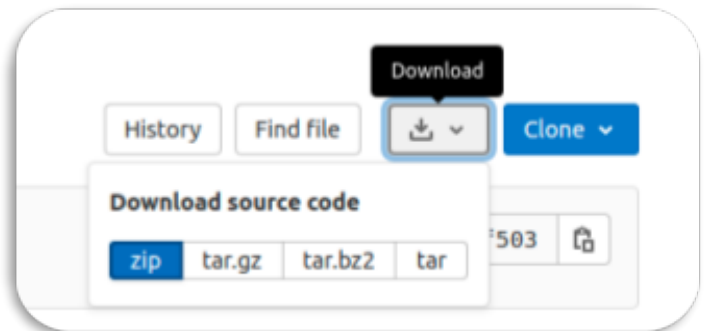 Download
History Find file Clone
Download source code
503
zip tar.gz tar.bz2 tar